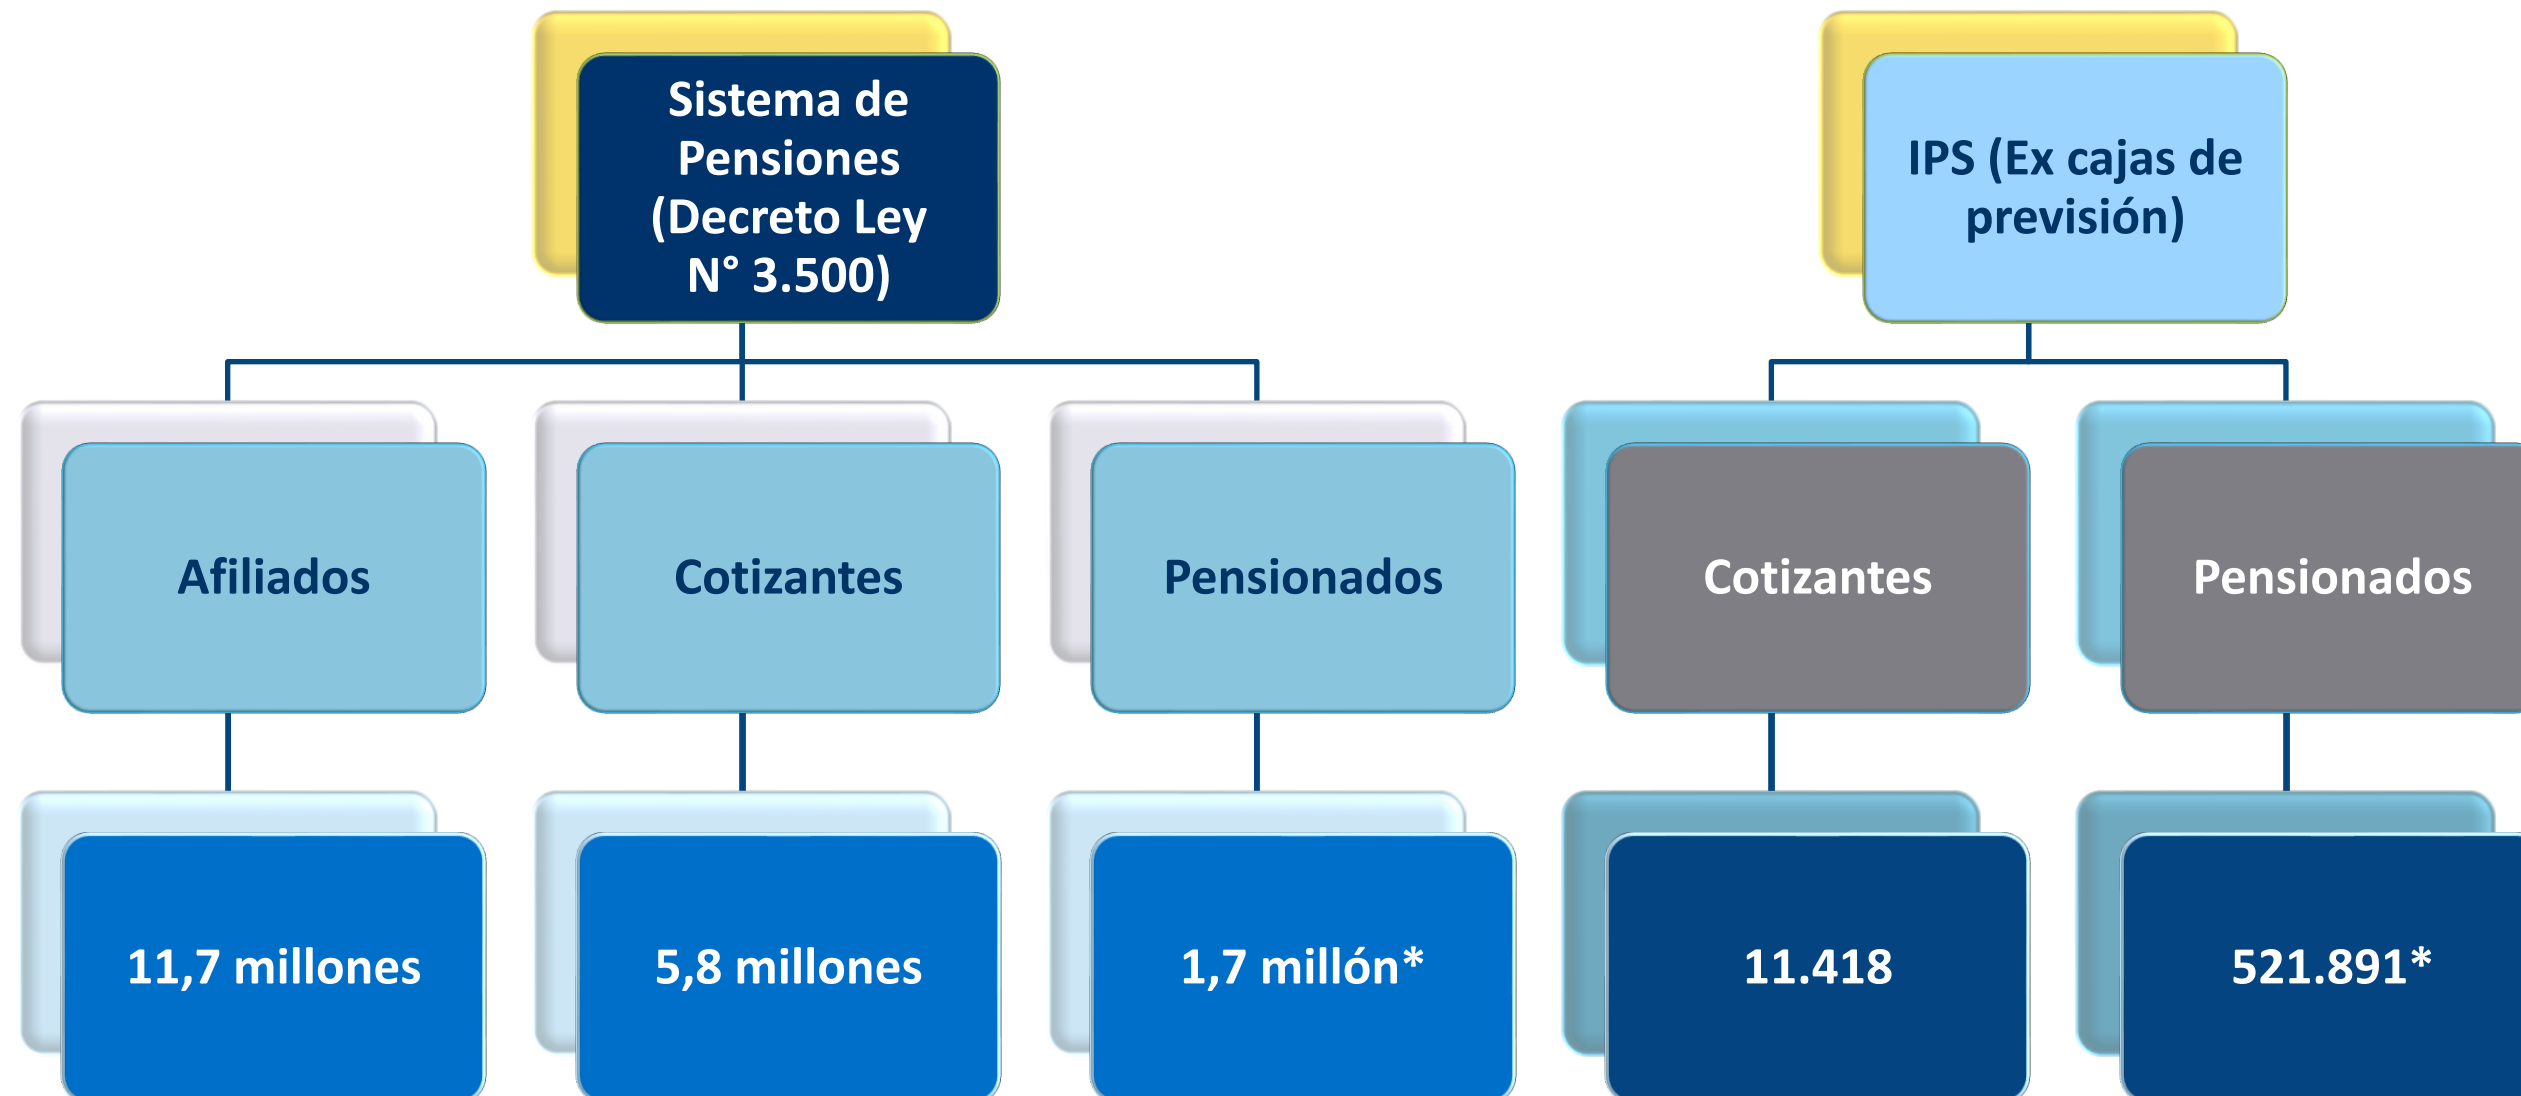 Sistema de
Pensiones
(Decreto Ley
N° 3.500)
IPS (Ex cajas de
previsión)
Afiliados
Cotizantes
Pensionados
Cotizantes
Pensionados
11,7 millones
5,8 millones
1,7 millón*
11.418
521.891*